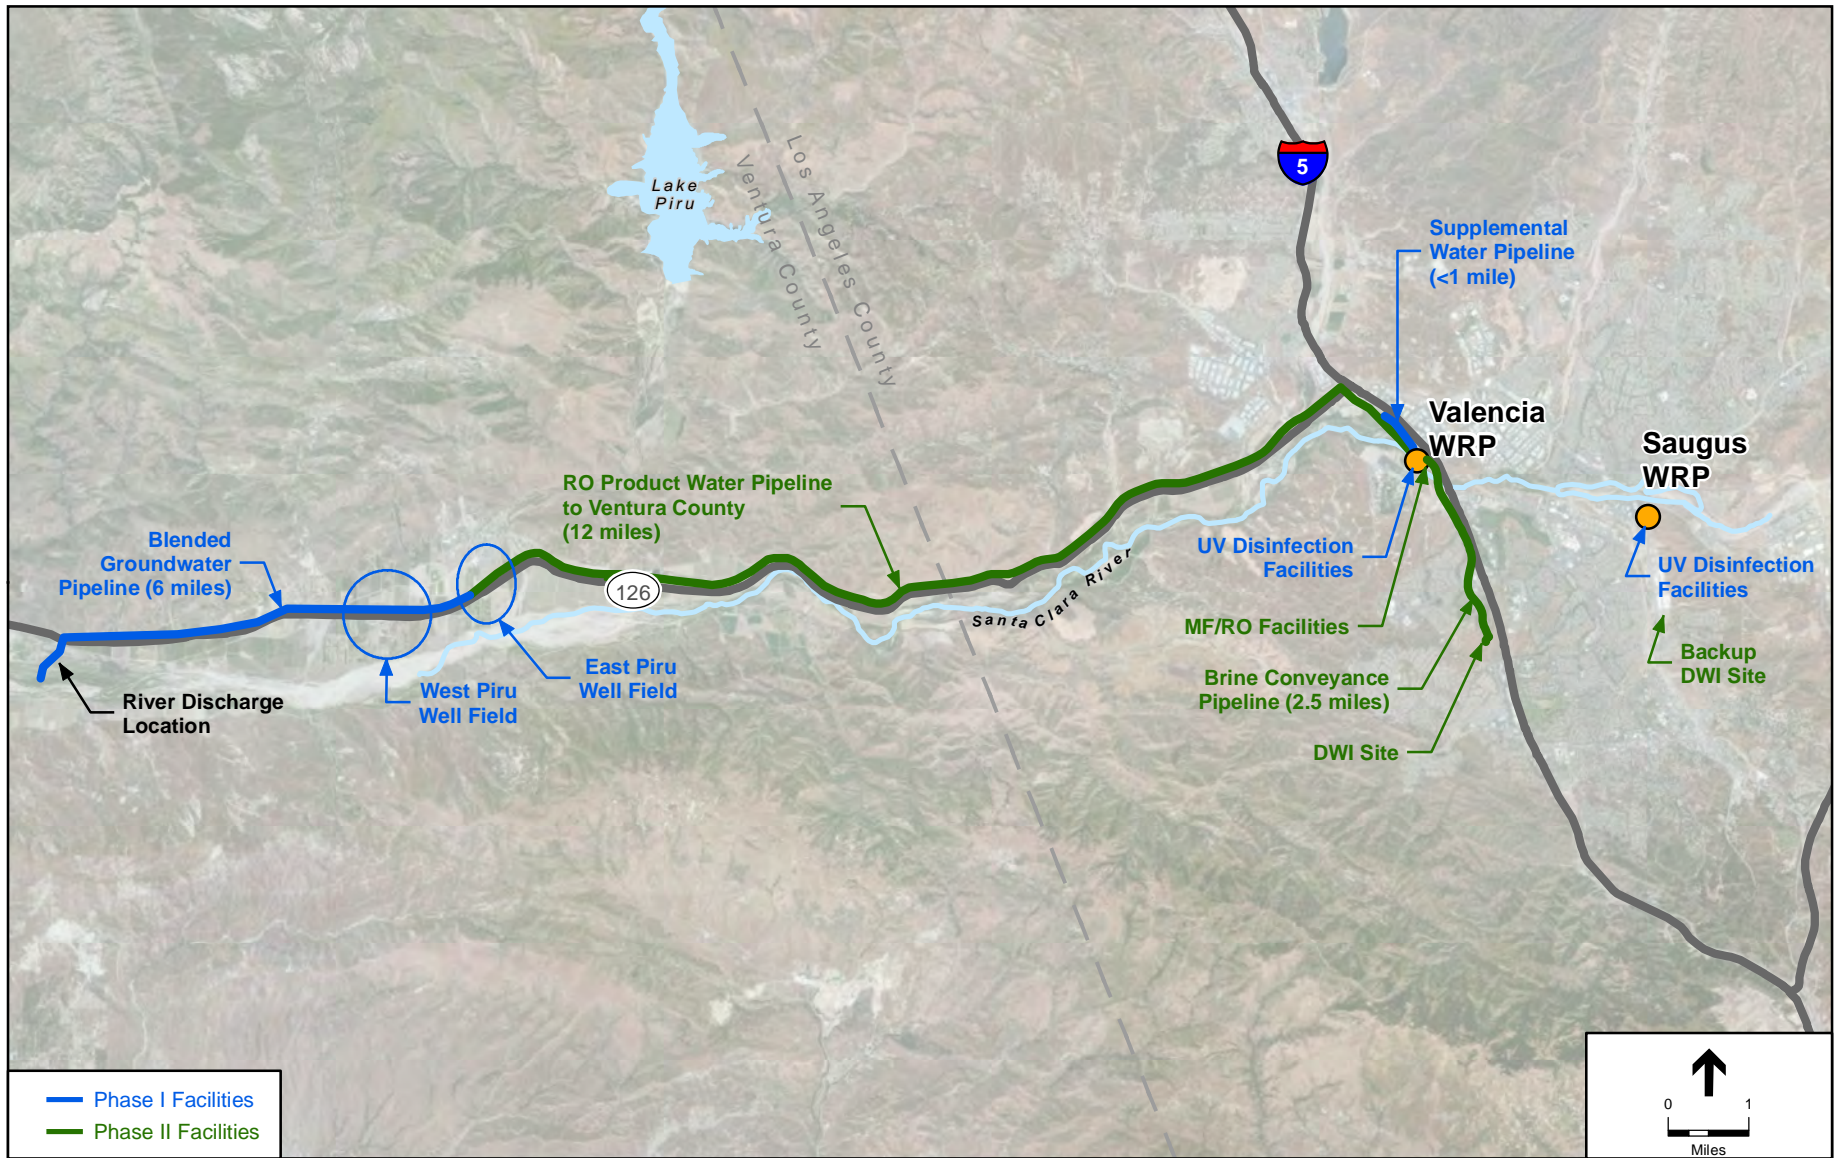 Lake
Piru
Los Angeles County
Ventura County
5
Supplemental
Water Pipeline
(<1 mile)
Valencia
WRP
Saugus
WRP
RO Product Water Pipeline
to Ventura County
(12 miles)
Blended
Groundwater
Pipeline (6 miles)
UV Disinfection
Facilities
UV Disinfection
Facilities
126
Santa Clara River
MF/RO Facilities
Backup
DWI Site
East Piru
Well Field
West Piru
Well Field
River Discharge
Location
Brine Conveyance
Pipeline (2.5 miles)
DWI Site
Phase I Facilities
Phase II Facilities
0 1
Miles